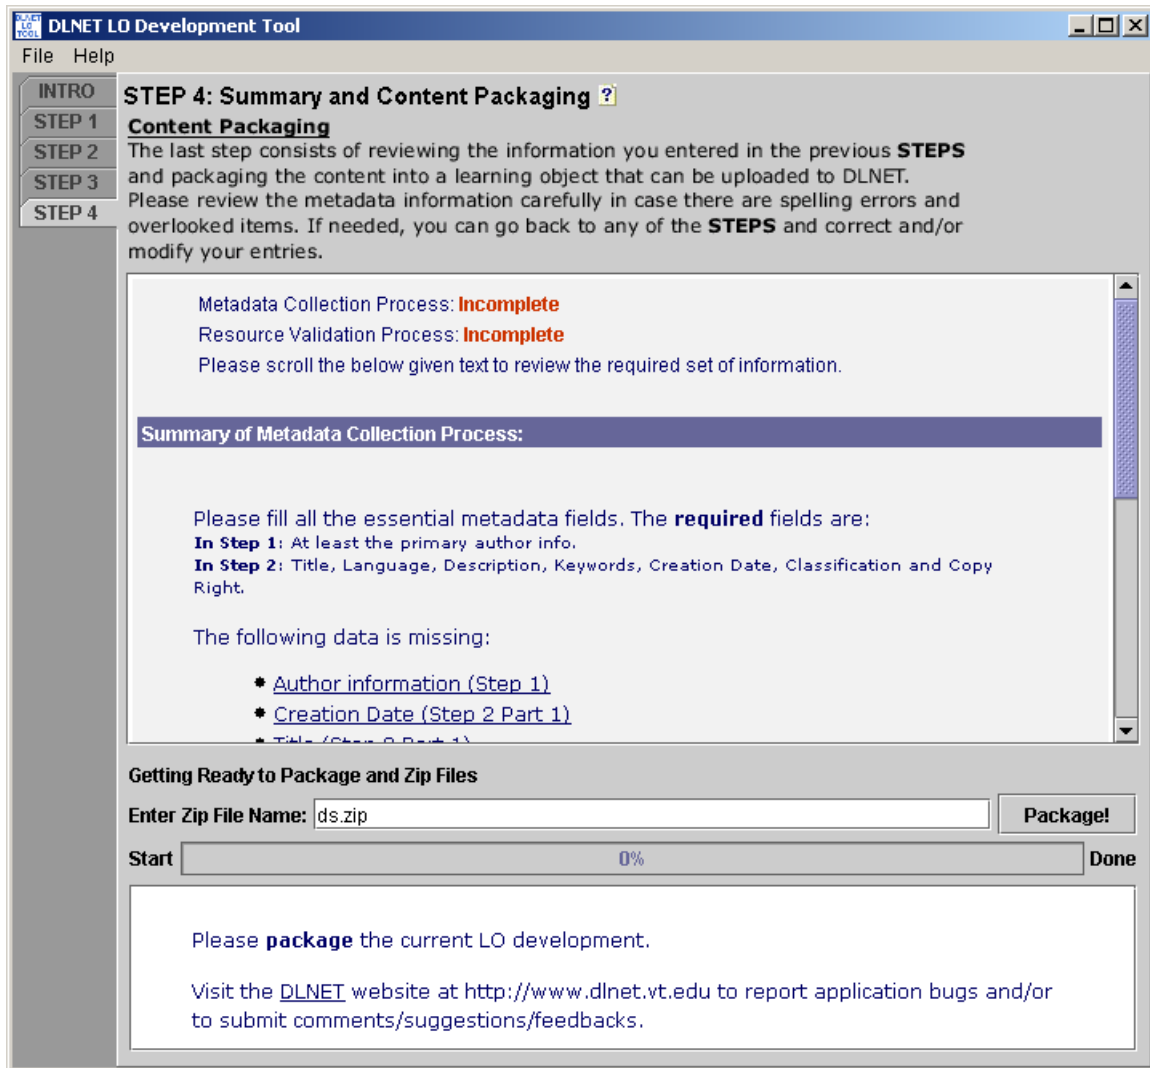 DLNET LO TOOL DLNET LO Development Tool
File Help
INTRO
STEP 1
STEP 2
STEP 3
STEP 4
STEP 4: Summary and Content Packaging ?
Content Packaging
The last step consists of reviewing the information you entered in the previous STEPS
and packaging the content into a learning object that can be uploaded to DLNET.
Please review the metadata information carefully in case there are spelling errors and
overlooked items. If needed, you can go back to any of the STEPS and correct and/or
modify your entries.
Metadata Collection Process: Incomplete
Resource Validation Process: Incomplete
Please scroll the below given text to review the required set of information.
Summary of Metadata Collection Process:
Please fill all the essential metadata fields. The required fields are:
In Step 1: At least the primary author info.
In Step 2: Title, Language, Description, Keywords, Creation Date, Classification and Copy
Right.
The following data is missing:
Author information (Step 1)
Creation Date (Step 2 Part 1)
Title (Step 2 Part 1)
Getting Ready to Package and Zip Files
Enter Zip File Name: ds.zip Package!
Start 0% Done
Please package the current LO development.
Visit the DLNET website at http://www.dlnet.vt.edu to report application bugs and/or
to submit comments/suggestions/feedbacks.